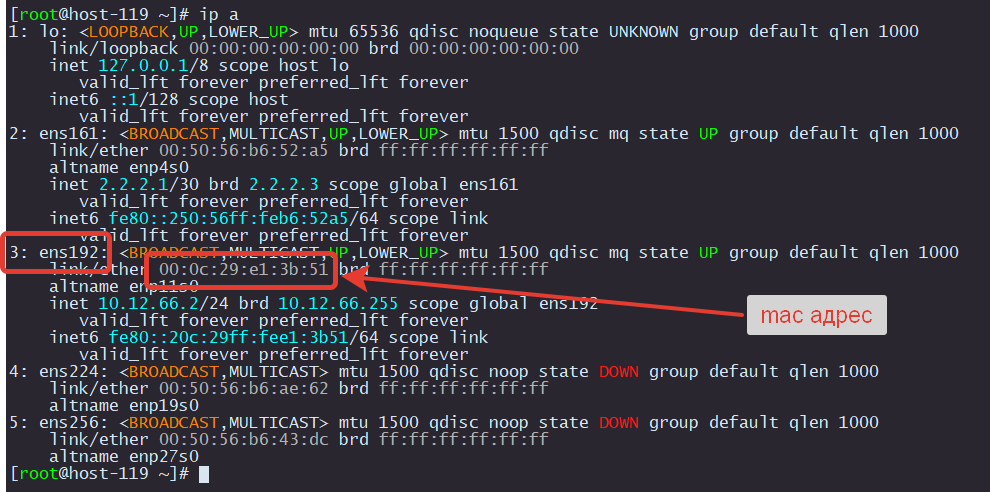 [root@host-119 ~]# ip a
1: lo: <LOOPBACK,UP,LOWER_UP> mtu 65536 qdisc noqueue state UNKNOWN group default qlen 1000
link/loopback 00:00:00:00:00:00 brd 00:00:00:00:00:00
inet 127.0.0.1/8 scope host lo
valid_lft forever preferred_lft forever
inet6 ::1/128 scope host
valid_lft forever preferred_lft forever
2: ens161: <BROADCAST,MULTICAST,UP,LOWER_UP> mtu 1500 qdisc mq state UP group default qlen 1000
link/ether 00:50:56:b6:52:a5 brd ff:ff:ff:ff:ff:ff
altname enp4s0
inet 2.2.2.1/30 brd 2.2.2.3 scope global ens161
valid_lft forever preferred_lft forever
inet6 fe80::250:56ff:feb6:52a5/64 scope link
valid_lft forever preferred_lft forever
3: ens192: <BROADCAST,MULTICAST,UP,LOWER_UP> mtu 1500 qdisc mq state UP group default qlen 1000
link/ether 00:0c:29:e1:3b:51 brd ff:ff:ff:ff:ff:ff
altname enp11s0
inet 10.12.66.2/24 brd 10.12.66.255 scope global ens192
mac адрес
valid_lft forever preferred_lft forever
inet6 fe80::20c:29ff:fee1:3b51/64 scope link
valid_lft forever preferred_lft forever
4: ens224: <BROADCAST,MULTICAST> mtu 1500 qdisc noop state DOWN group default qlen 1000
link/ether 00:50:56:b6:ae:62 brd ff:ff:ff:ff:ff:ff
altname enp19s0
5: ens256: <BROADCAST,MULTICAST> mtu 1500 qdisc noop state DOWN group default qlen 1000
link/ether 00:50:56:b6:43:dc brd ff:ff:ff:ff:ff:ff
altname enp27s0
[root@host-119 ~]#